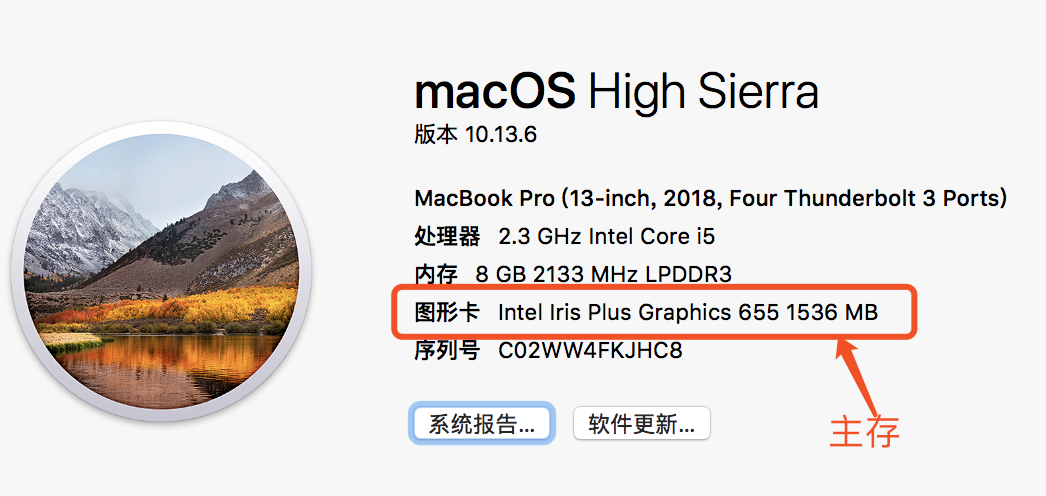 macOS High Sierra
版本 10.13.6
MacBook Pro (13-inch, 2018, Four Thunderbolt 3 Ports)
处理器 2.3 GHz Intel Core i5
内存 8 GB 2133 MHz LPDDR3
图形卡 Intel Iris Plus Graphics 655 1536 MB
序列号 C02WW4FKJHC8
系统报告... 软件更新...
主存